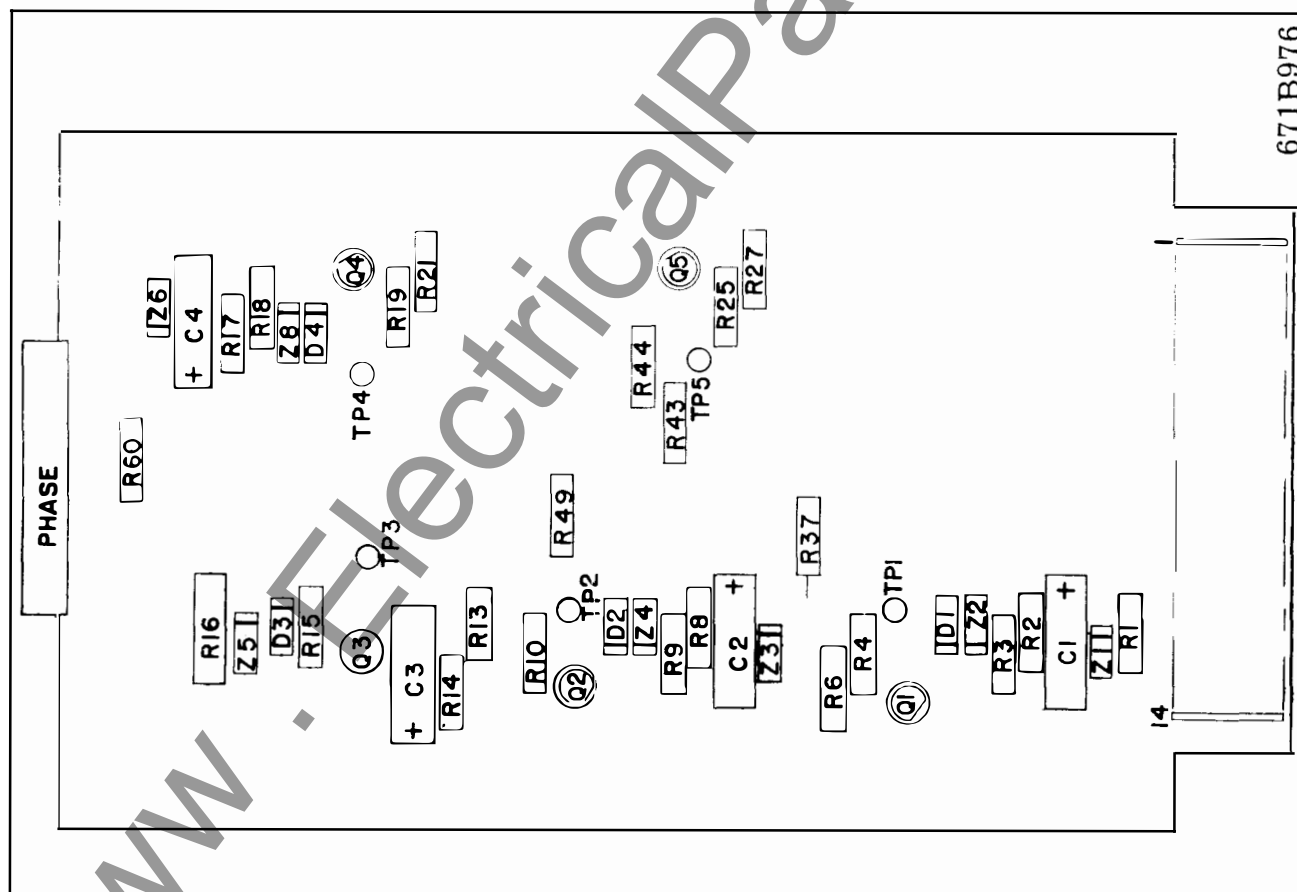 PHASE
R60
Z6
+ C4
R17
R18
Z8
D4
Q4
R19
R21
TP4
R44
R43
TP5
Q5
R25
R27
R49
R37
R16
Z5
D3
R15
Q3
TP3
+ C3
R14
R13
R10
Q2
TP2
D2
Z4
R9
R8
C2 +
Z3
R6
R4
Q1
TP1
D1
Z2
R3
R2
C1 +
Z1
R1
1
14
671B976
www.ElectricalPa